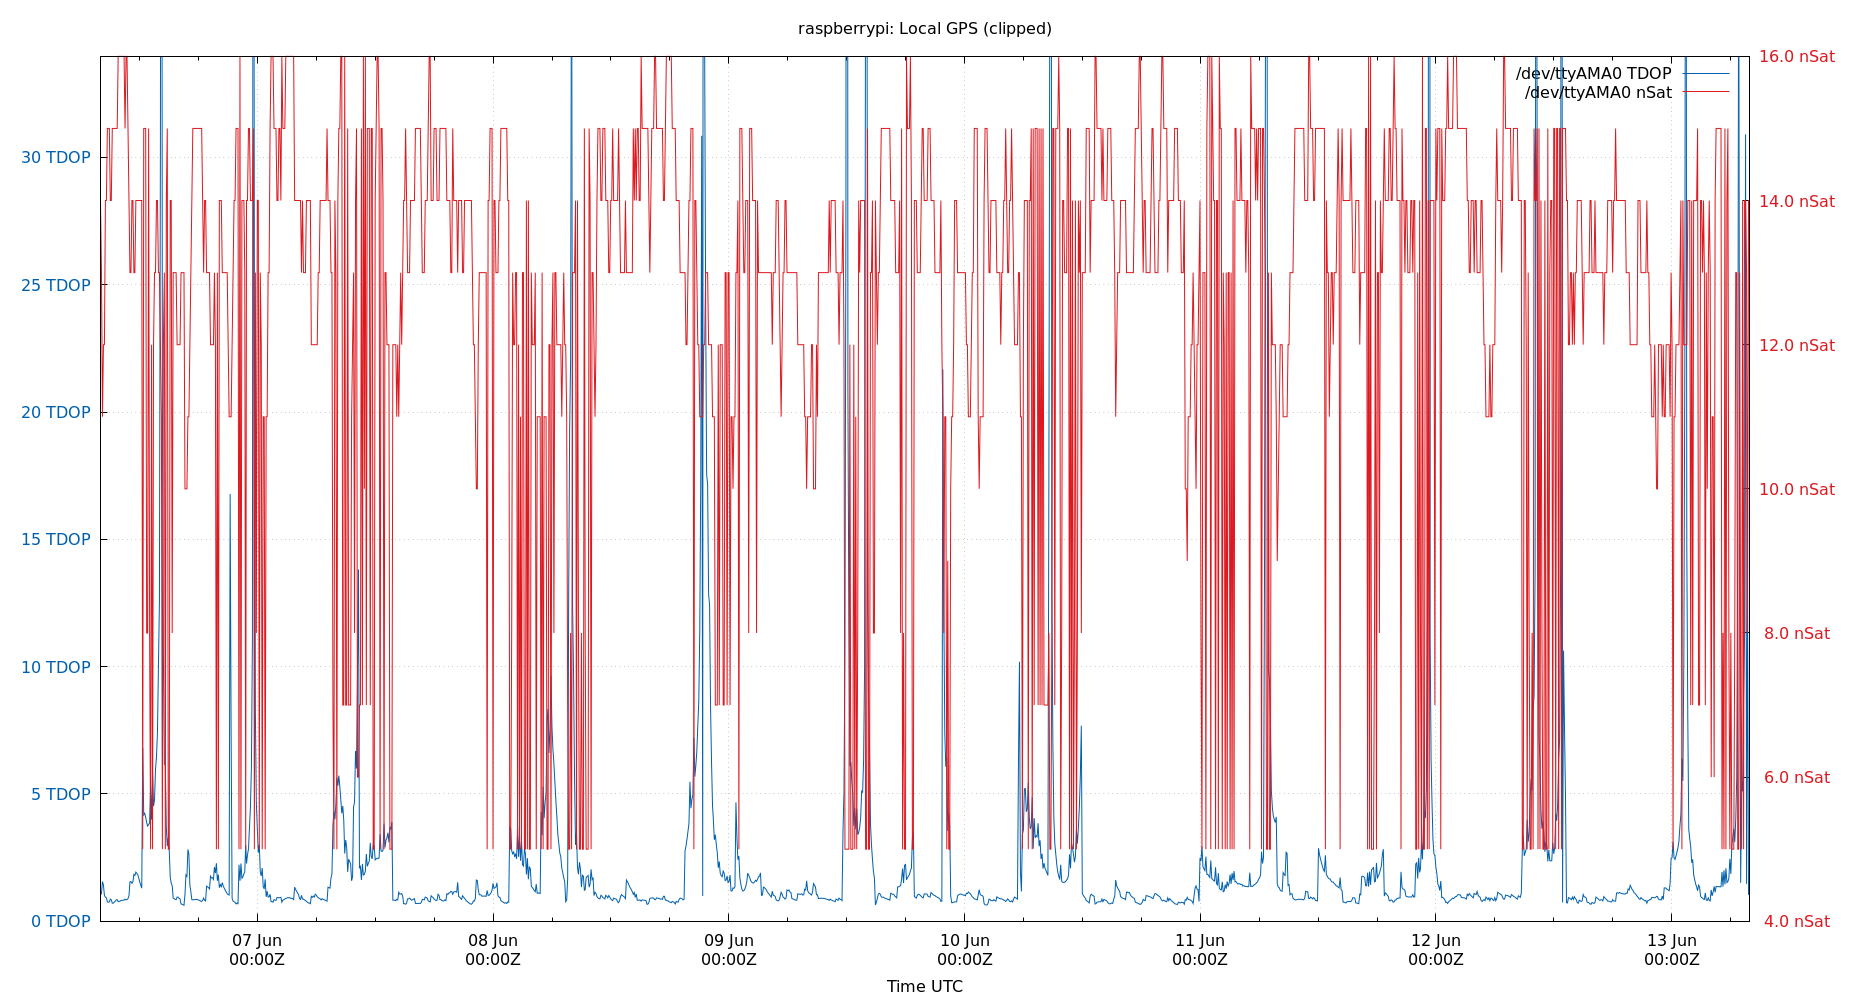 raspberrypi: Local GPS (clipped)
/dev/ttyAMA0 TDOP
/dev/ttyAMA0 nSat
30 TDOP
25 TDOP
20 TDOP
15 TDOP
10 TDOP
5 TDOP
0 TDOP
16.0 nSat
14.0 nSat
12.0 nSat
10.0 nSat
8.0 nSat
6.0 nSat
4.0 nSat
07 Jun 08 Jun 09 Jun 10 Jun 11 Jun 12 Jun 13 Jun
00:00Z 00:00Z 00:00Z 00:00Z 00:00Z 00:00Z 00:00Z
Time UTC